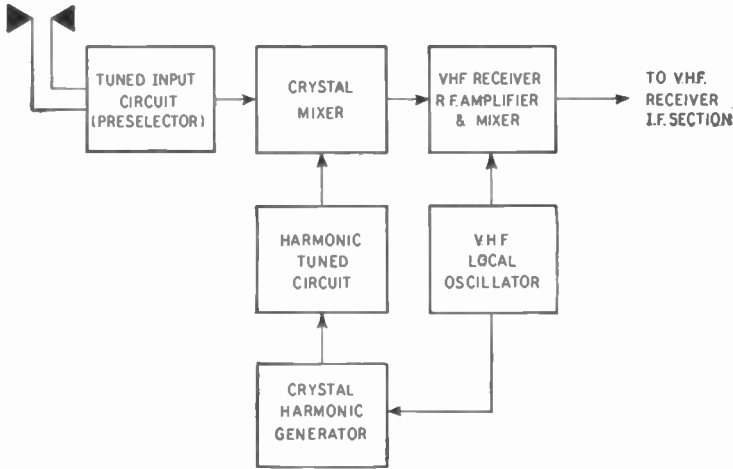 TUNED INPUT
CIRCUIT
(PRESELECTOR)
CRYSTAL
MIXER
VHF RECEIVER
R F. AMPLIFIER
& MIXER
TO V.H.F.
RECEIVER
I.F. SECTION
HARMONIC
TUNED
CIRCUIT
V.H F
LOCAL
OSCILLATOR
CRYSTAL
HARMONIC
GENERATOR